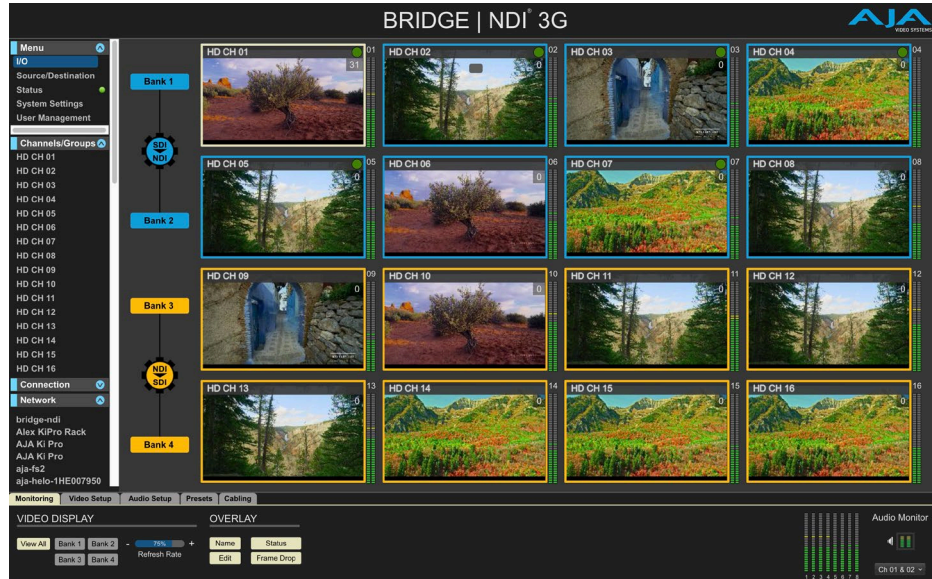 BRIDGE | NDI® 3G
AJA
VIDEO SYSTEMS
Menu
I/O
Source/Destination
Status
System Settings
User Management
Channels/Groups
HD CH 01
HD CH 02
HD CH 03
HD CH 04
HD CH 05
HD CH 06
HD CH 07
HD CH 08
HD CH 09
HD CH 10
HD CH 11
HD CH 12
HD CH 13
HD CH 14
HD CH 15
HD CH 16
Connection
Network
bridge-ndi
Alex KiPro Rack
AJA Ki Pro
AJA Ki Pro
aja-fs2
aja-helo-1HE007950
Bank 1
SDI
NDI
Bank 2
Bank 3
NDI
SDI
Bank 4
HD CH 01 01 HD CH 02 02 HD CH 03 03 HD CH 04 04
31 0 0 0
HD CH 05 05 HD CH 06 06 HD CH 07 07 HD CH 08 08
0 0 0 0
HD CH 09 09 HD CH 10 10 HD CH 11 11 HD CH 12 12
0 0 0 0
HD CH 13 13 HD CH 14 14 HD CH 15 15 HD CH 16 16
0 0 0 0
Monitoring Video Setup Audio Setup Presets Cabling
VIDEO DISPLAY OVERLAY Audio Monitor
View All Bank 1 Bank 2 - 75% + Name Status
Bank 3 Bank 4 Refresh Rate Edit Frame Drop
1 2 3 4 5 6 7 8 Ch 01 & 02